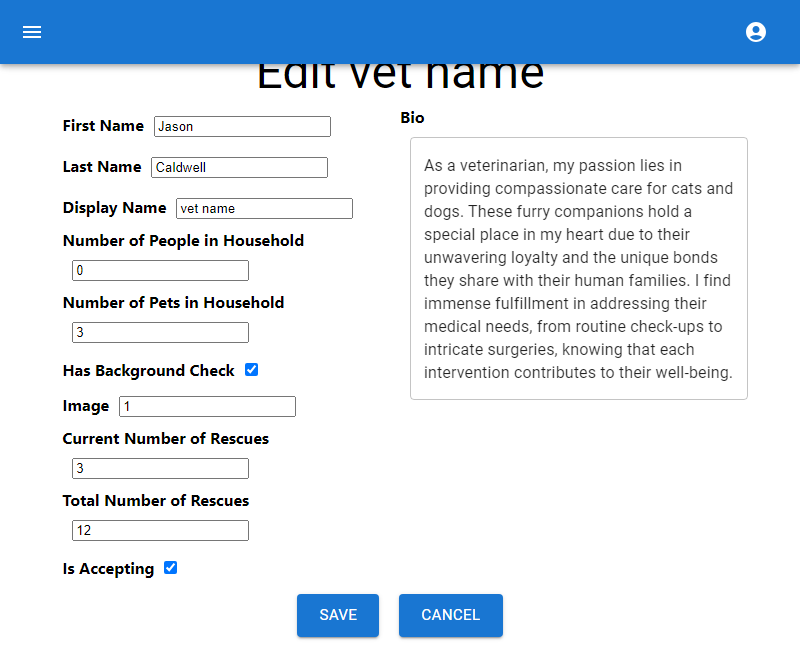 Edit vet name
First Name Jason
Last Name Caldwell
Display Name vet name
Number of People in Household
0
Number of Pets in Household
3
Has Background Check
Image 1
Current Number of Rescues
3
Total Number of Rescues
12
Is Accepting
Bio
As a veterinarian, my passion lies in
providing compassionate care for cats and
dogs. These furry companions hold a
special place in my heart due to their
unwavering loyalty and the unique bonds
they share with their human families. I find
immense fulfillment in addressing their
medical needs, from routine check-ups to
intricate surgeries, knowing that each
intervention contributes to their well-being.
SAVE CANCEL